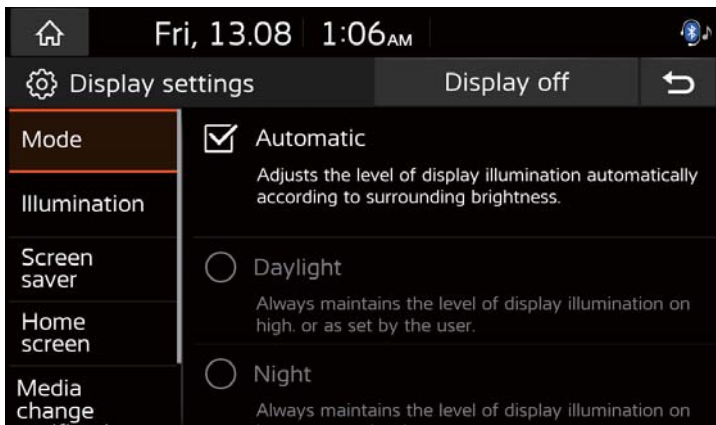 Fri, 13.08 1:06AM
Display settings
Display off
Mode
Illumination
Screen
saver
Home
screen
Media
change
Automatic
Adjusts the level of display illumination automatically
according to surrounding brightness.
Daylight
Always maintains the level of display illumination on
high. or as set by the user.
Night
Always maintains the level of display illumination on